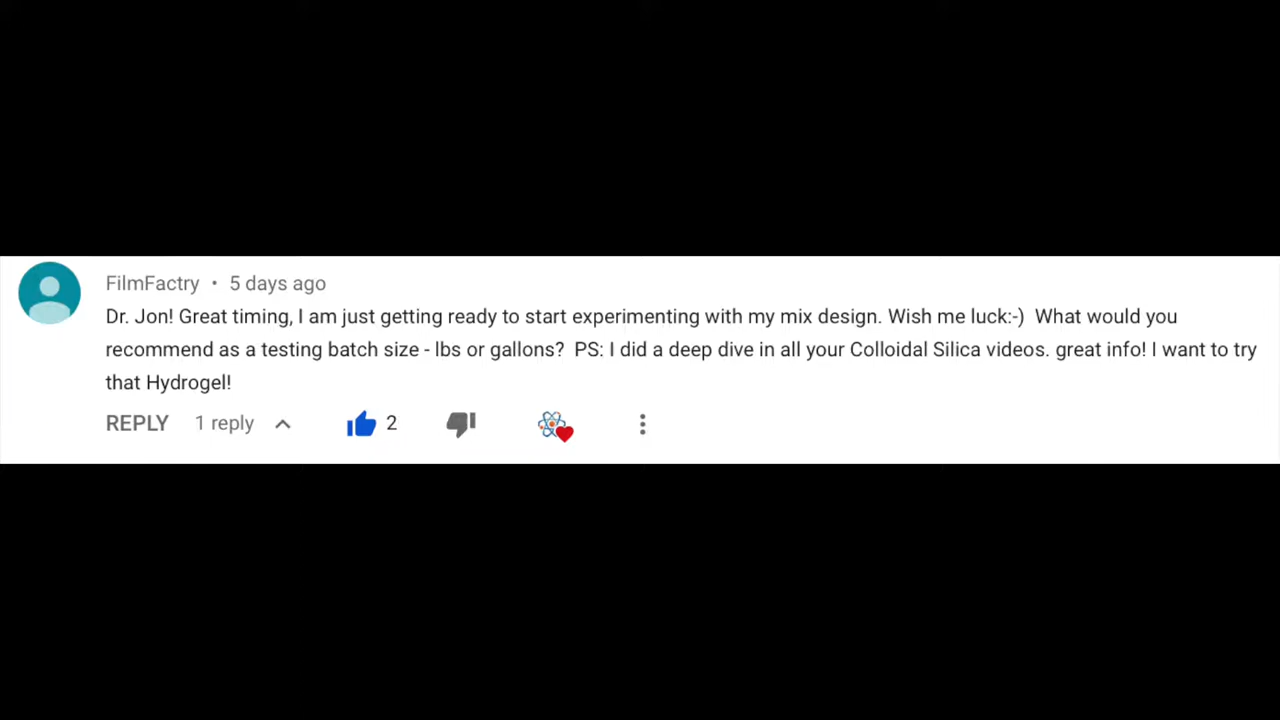 FilmFactry • 5 days ago
Dr. Jon! Great timing, I am just getting ready to start experimenting with my mix design. Wish me luck:-)  What would you
recommend as a testing batch size - lbs or gallons?  PS: I did a deep dive in all your Colloidal Silica videos. great info! I want to try
that Hydrogel!
REPLY 1 reply 2